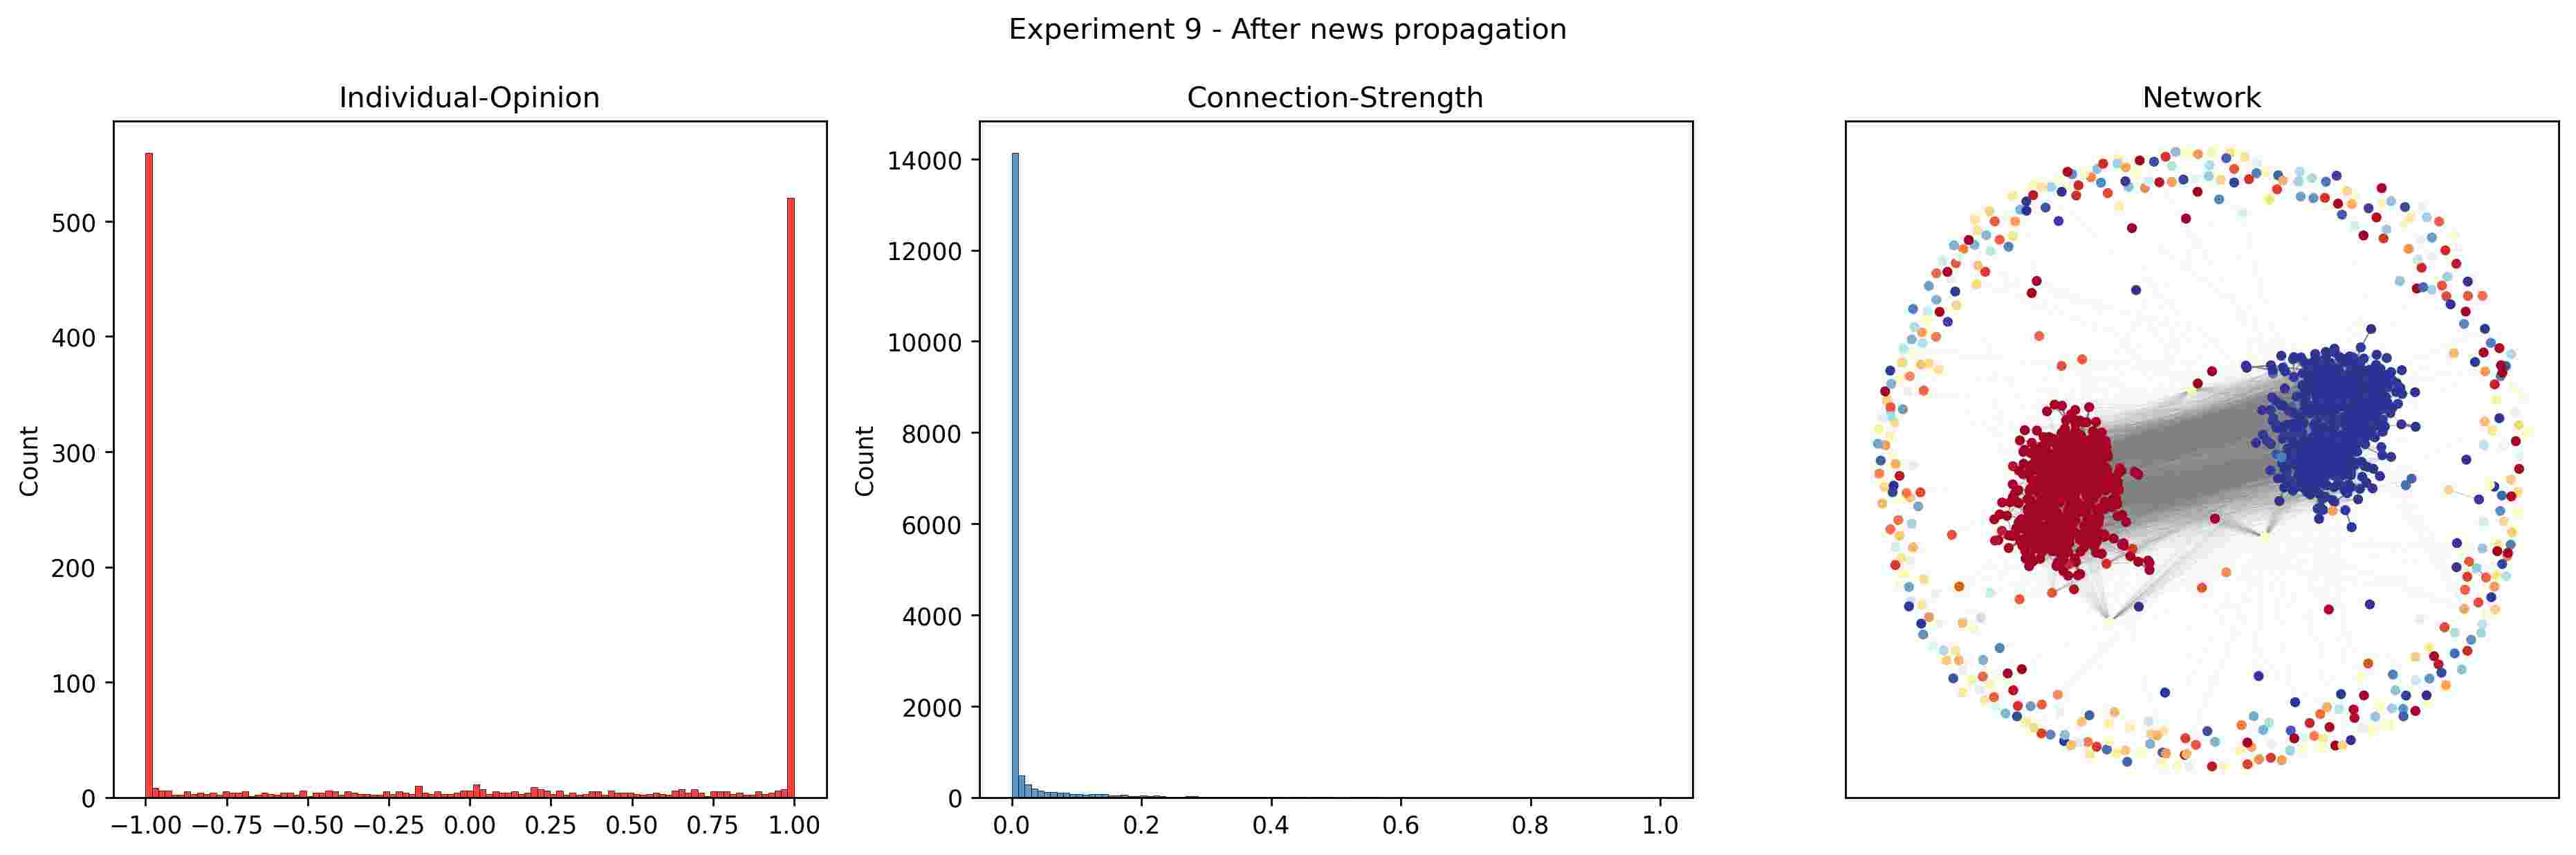 Experiment 9 - After news propagation
Individual-Opinion
Count
500
400
300
200
100
0
−1.00 −0.75 −0.50 −0.25 0.00 0.25 0.50 0.75 1.00
Connection-Strength
Count
14000
12000
10000
8000
6000
4000
2000
0
0.0 0.2 0.4 0.6 0.8 1.0
Network